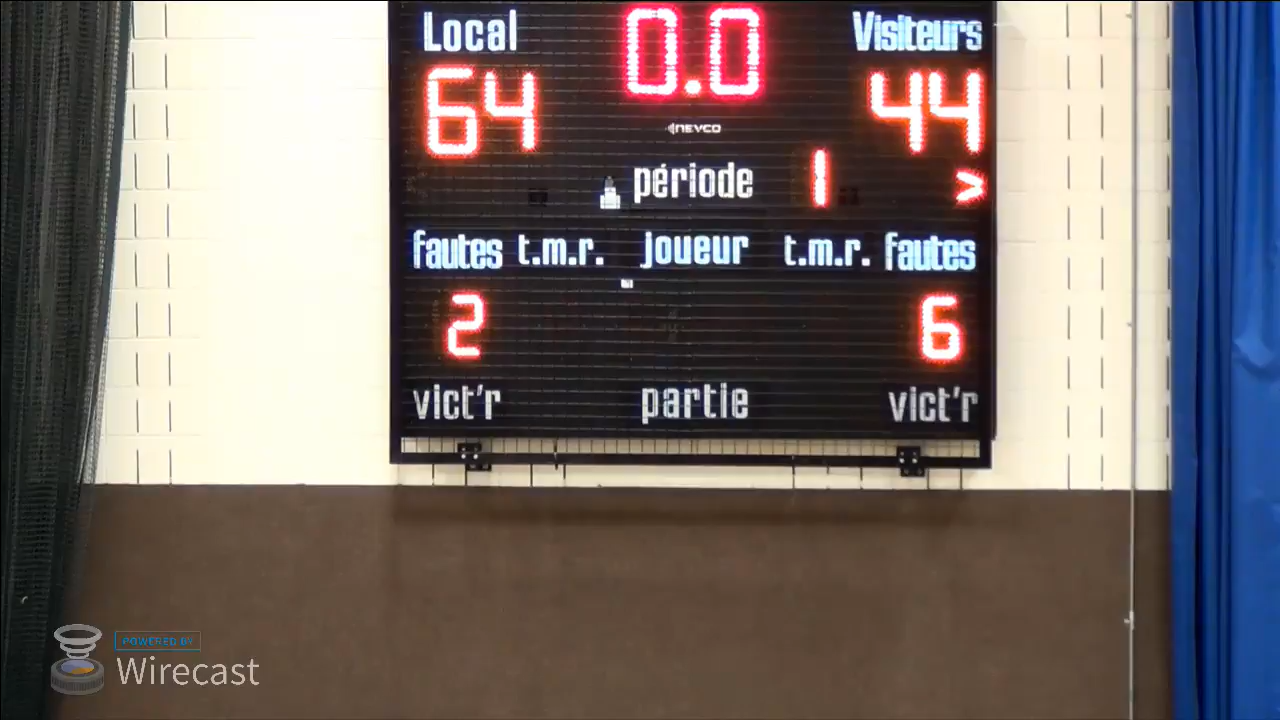 Local 0.0 Visiteurs
64 44
NEVCO
période 1 >
fautes t.m.r. joueur t.m.r. fautes
2 6
vict'r partie vict'r
POWERED BY
Wirecast